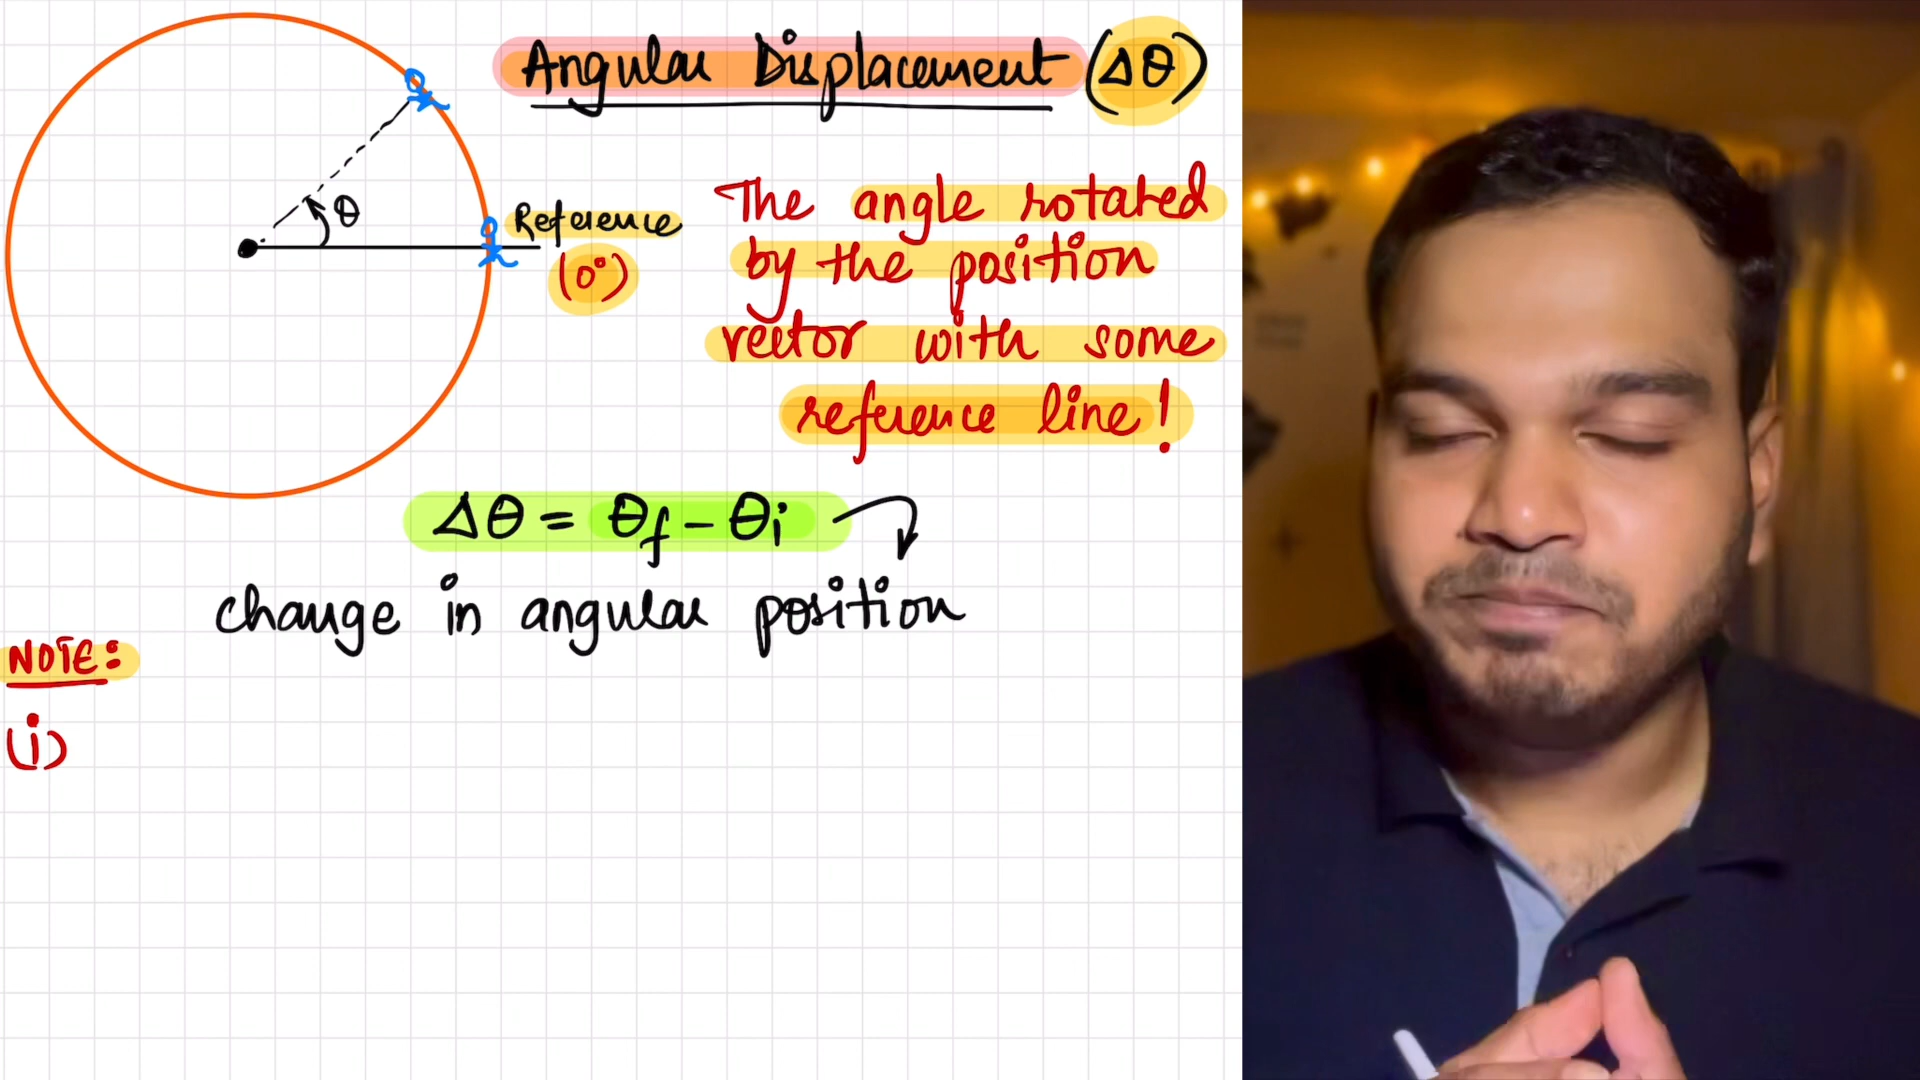 Angular Displacement (Δθ)
θ
Reference
(0°)
The angle rotated
by the position
vector with some
reference line!
Δθ = θf - θi
change in angular position
NOTE:
(i)